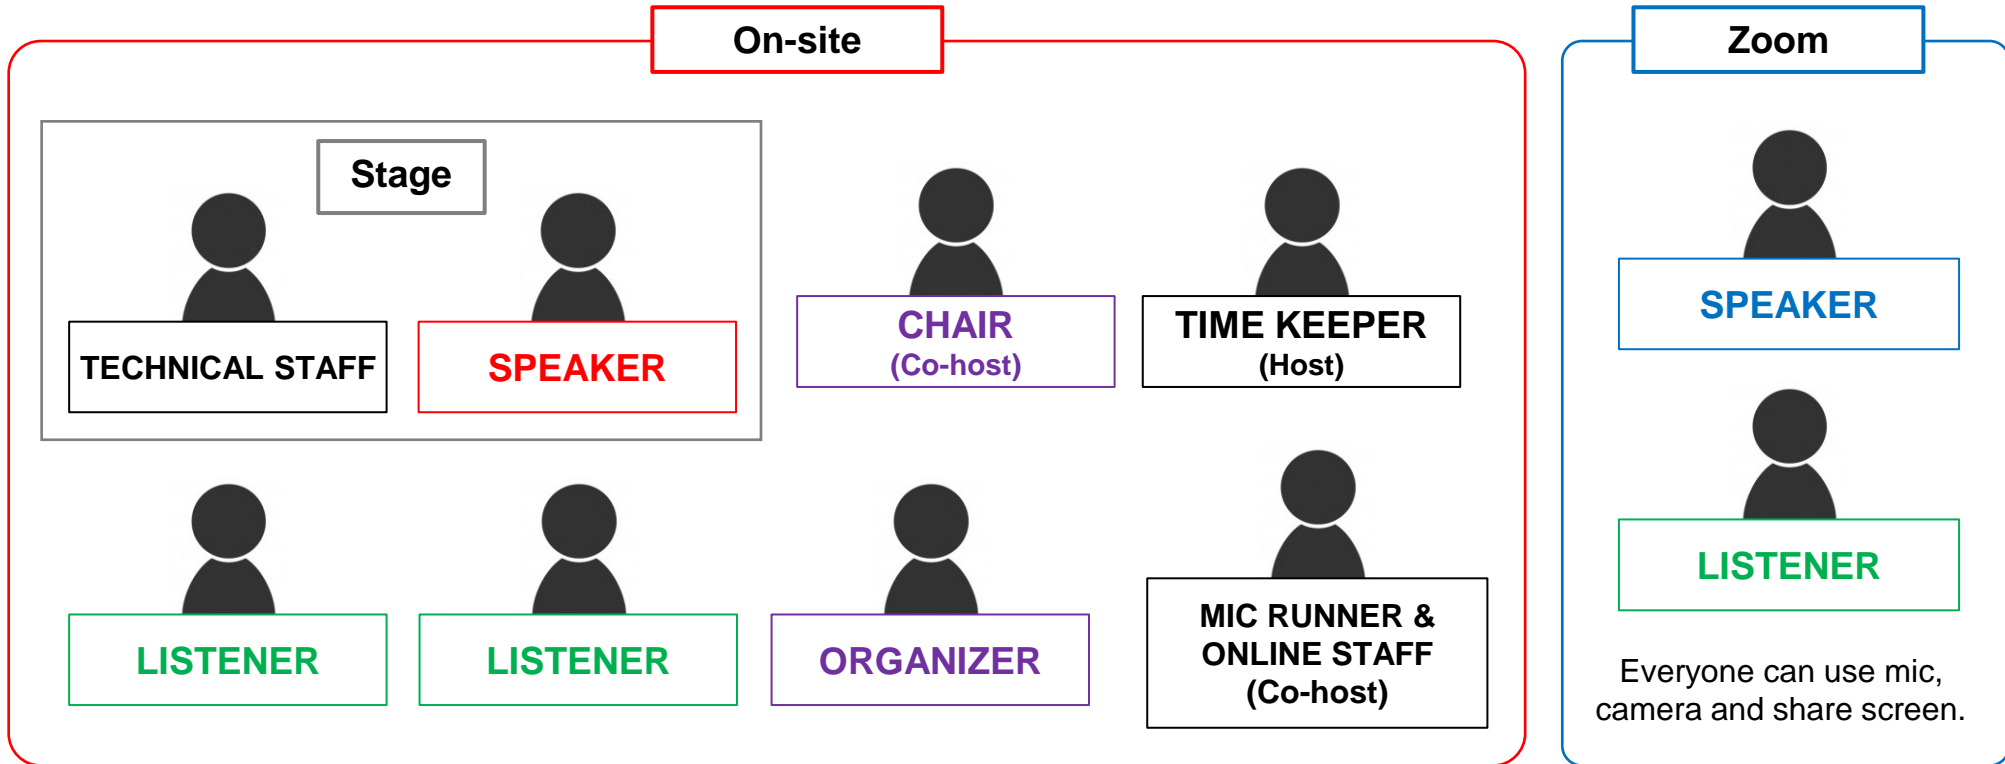 On-site
Stage
TECHNICAL STAFF
SPEAKER
CHAIR
(Co-host)
TIME KEEPER
(Host)
LISTENER
LISTENER
ORGANIZER
MIC RUNNER &
ONLINE STAFF
(Co-host)
Zoom
SPEAKER
LISTENER
Everyone can use mic,
camera and share screen.